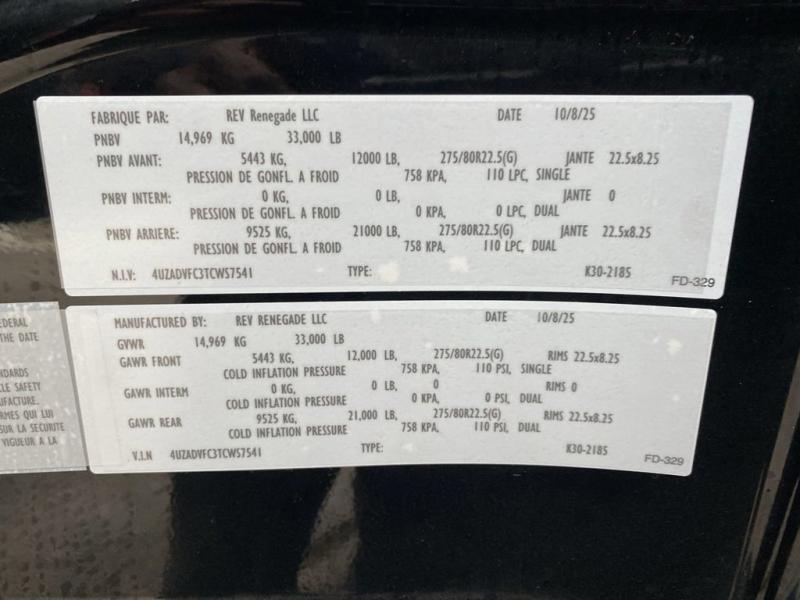 FABRIQUE PAR: REV Renegade LLC DATE 10/8/25
PNBV 14,969 KG 33,000 LB
PNBV AVANT: 5443 KG, 12000 LB, 275/80R22.5(G) JANTE 22.5x8.25
PRESSION DE GONFL. A FROID 758 KPA, 110 LPC, SINGLE
PNBV INTERM: 0 KG, 0 LB, JANTE 0
PRESSION DE GONFL. A FROID 0 KPA, 0 LPC, DUAL
PNBV ARRIERE: 9525 KG, 21000 LB, 275/80R22.5(G) JANTE 22.5x8.25
PRESSION DE GONFL. A FROID 758 KPA, 110 LPC, DUAL
N.I.V: 4UZADVFC3TCWS7541 TYPE: K30-2185
FD-329
MANUFACTURED BY: REV RENEGADE LLC DATE 10/8/25
GVWR 14,969 KG 33,000 LB
GAWR FRONT 5443 KG, 12,000 LB, 275/80R22.5(G) RIMS 22.5x8.25
COLD INFLATION PRESSURE 758 KPA, 110 PSI, SINGLE
GAWR INTERM 0 KG, 0 LB, 0 RIMS 0
COLD INFLATION PRESSURE 0 KPA, 0 PSI, DUAL
GAWR REAR 9525 KG, 21,000 LB, 275/80R22.5(G) RIMS 22.5x8.25
COLD INFLATION PRESSURE 758 KPA, 110 PSI, DUAL
V.I.N 4UZADVFC3TCWS7541 TYPE: K30-2185
FD-329
EDERAL
THE DATE
NDARDS
CLE SAFETY
UFACTURE.
RMES QUI LUI
SUR LA SECURITE
VIGUEUR A LA